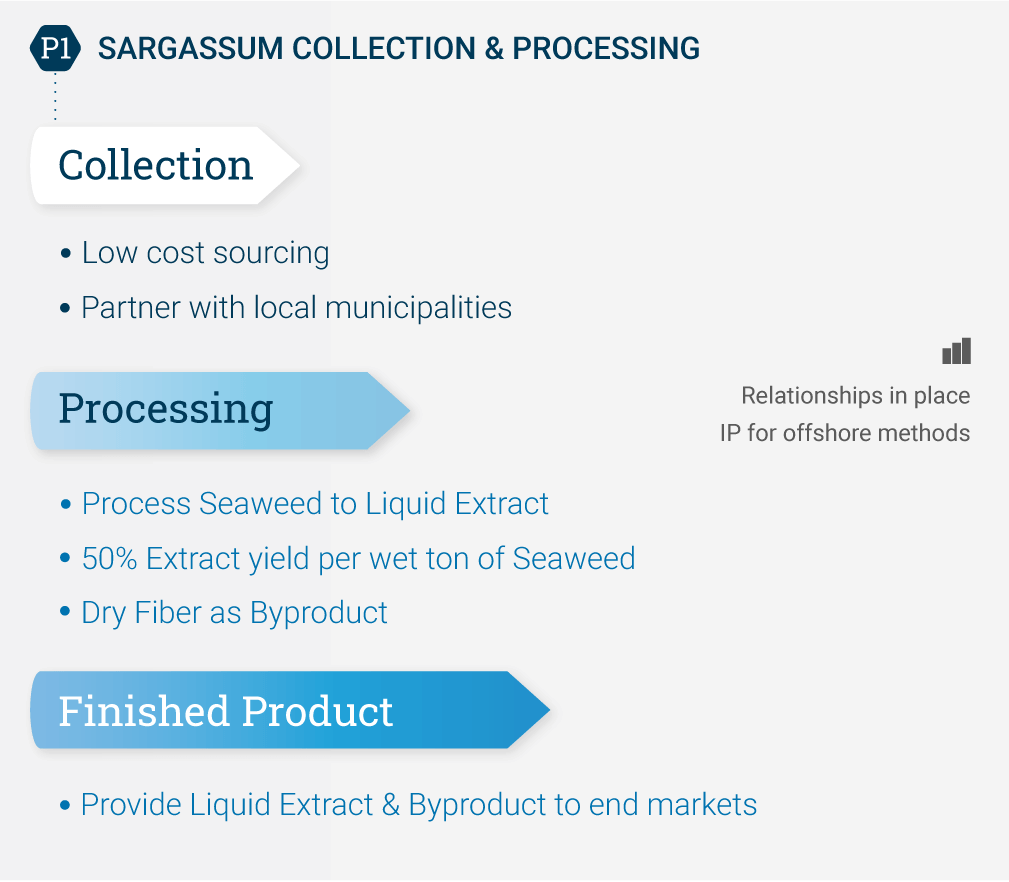 P1 SARGASSUM COLLECTION & PROCESSING
Collection
• Low cost sourcing
• Partner with local municipalities
Processing
Relationships in place
IP for offshore methods
• Process Seaweed to Liquid Extract
• 50% Extract yield per wet ton of Seaweed
• Dry Fiber as Byproduct
Finished Product
• Provide Liquid Extract & Byproduct to end markets